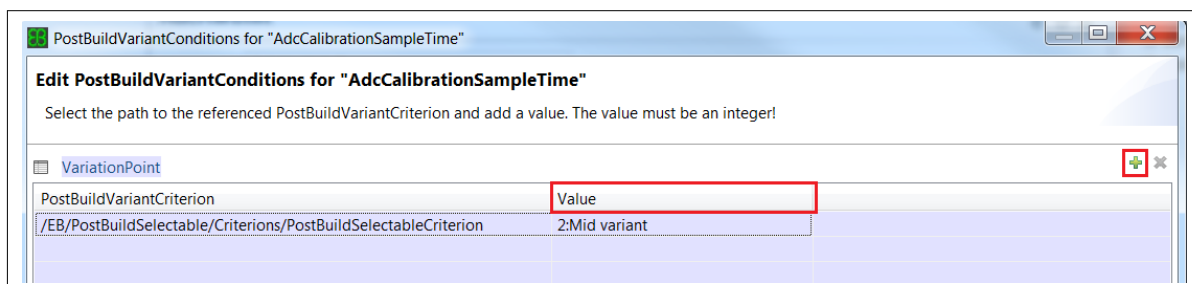 PostBuildVariantConditions for "AdcCalibrationSampleTime"
Edit PostBuildVariantConditions for "AdcCalibrationSampleTime"
Select the path to the referenced PostBuildVariantCriterion and add a value. The value must be an integer!
VariationPoint
PostBuildVariantCriterion Value
/EB/PostBuildSelectable/Criterions/PostBuildSelectableCriterion 2:Mid variant